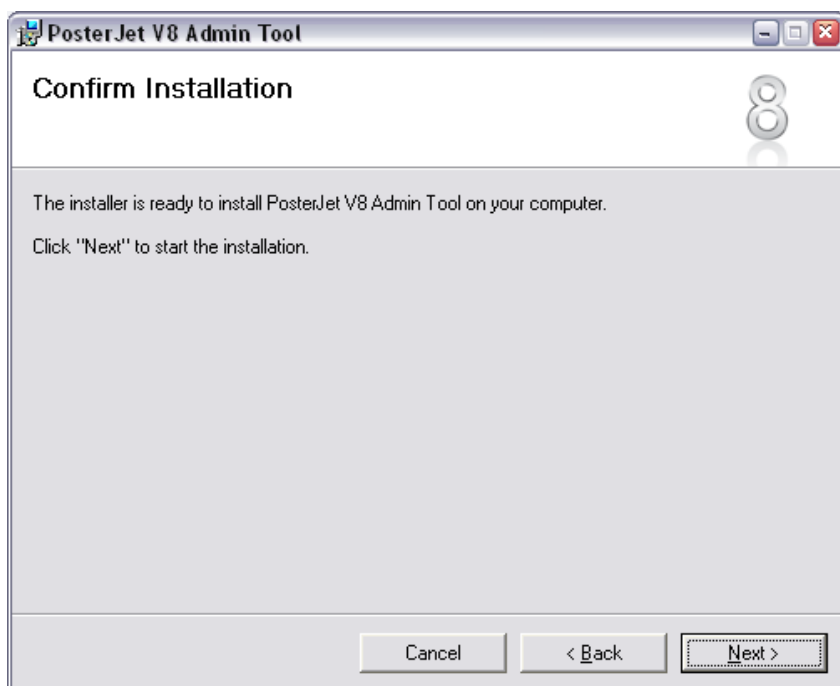 PosterJet V8 Admin Tool
Confirm Installation
8
The installer is ready to install PosterJet V8 Admin Tool on your computer.
Click "Next" to start the installation.
Cancel
< Back
Next >